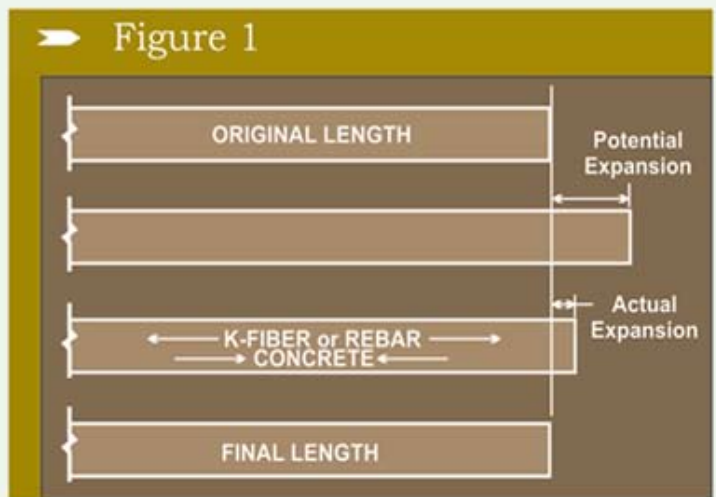 Figure 1
ORIGINAL LENGTH
Potential
Expansion
Actual
Expansion
K-FIBER or REBAR
CONCRETE
FINAL LENGTH